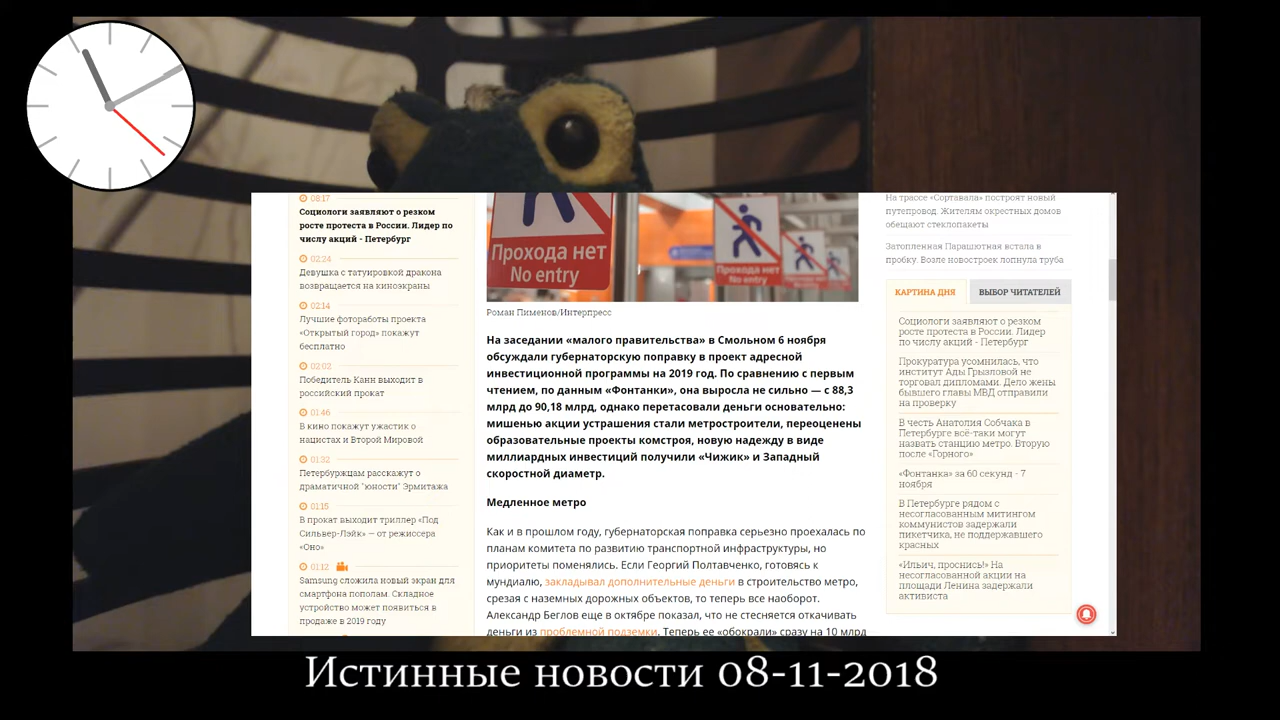 08:17
Социологи заявляют о резком
росте протеста в России. Лидер по
числу акций - Петербург
02:24
Девушка с татуировкой дракона
возвращается на киноэкраны
02:14
Лучшие фотоработы проекта
«Открытый город» покажут
бесплатно
02:02
Победитель Канн выходит в
российский прокат
01:46
В кино покажут ужастик о
нацистах и Второй Мировой
01:32
Петербуржцам расскажут о
драматичной "юности" Эрмитажа
01:15
В прокат выходит триллер «Под
Сильвер-Лэйк» — от режиссера
«Оно»
01:12
Samsung сложила новый экран для
смартфона пополам. Складное
устройство может появиться в
продаже в 2019 году
Прохода нет
No entry
Прохода нет
No entry
Роман Пименов/Интерпресс
На заседании «малого правительства» в Смольном 6 ноября
обсуждали губернаторскую поправку в проект адресной
инвестиционной программы на 2019 год. По сравнению с первым
чтением, по данным «Фонтанки», она выросла не сильно — с 88,3
млрд до 90,18 млрд, однако перетасовали деньги основательно:
мишенью акции устрашения стали метростроители, переоценены
образовательные проекты комстроя, новую надежду в виде
миллиардных инвестиций получили «Чижик» и Западный
скоростной диаметр.
Медленное метро
Как и в прошлом году, губернаторская поправка серьезно проехалась по
планам комитета по развитию транспортной инфраструктуры, но
приоритеты поменялись. Если Георгий Полтавченко, готовясь к
мундиалю, закладывал дополнительные деньги в строительство метро,
срезая с наземных дорожных объектов, то теперь все наоборот.
Александр Беглов еще в октябре показал, что не стесняется откачивать
деньги из проблемной подземки. Теперь ее «обокрали» сразу на 10 млрд
На трассе «Сортавала» построят новый
путепровод. Жителям окрестных домов
обещают стеклопакеты
Затопленная Парашютная встала в
пробку. Возле новостроек лопнула труба
КАРТИНА ДНЯ
ВЫБОР ЧИТАТЕЛЕЙ
Социологи заявляют о резком
росте протеста в России. Лидер
по числу акций - Петербург
Прокуратура усомнилась, что
институт Ады Грызловой не
торговал дипломами. Дело жены
бывшего главы МВД отправили
на проверку
В честь Анатолия Собчака в
Петербурге всё-таки могут
назвать станцию метро. Вторую
после «Горного»
«Фонтанка» за 60 секунд - 7
ноября
В Петербурге рядом с
несогласованным митингом
коммунистов задержали
пикетчика, не поддержавшего
красных
«Ильич, проснись!» На
несогласованной акции на
площади Ленина задержали
активиста
Истинные новости 08-11-2018